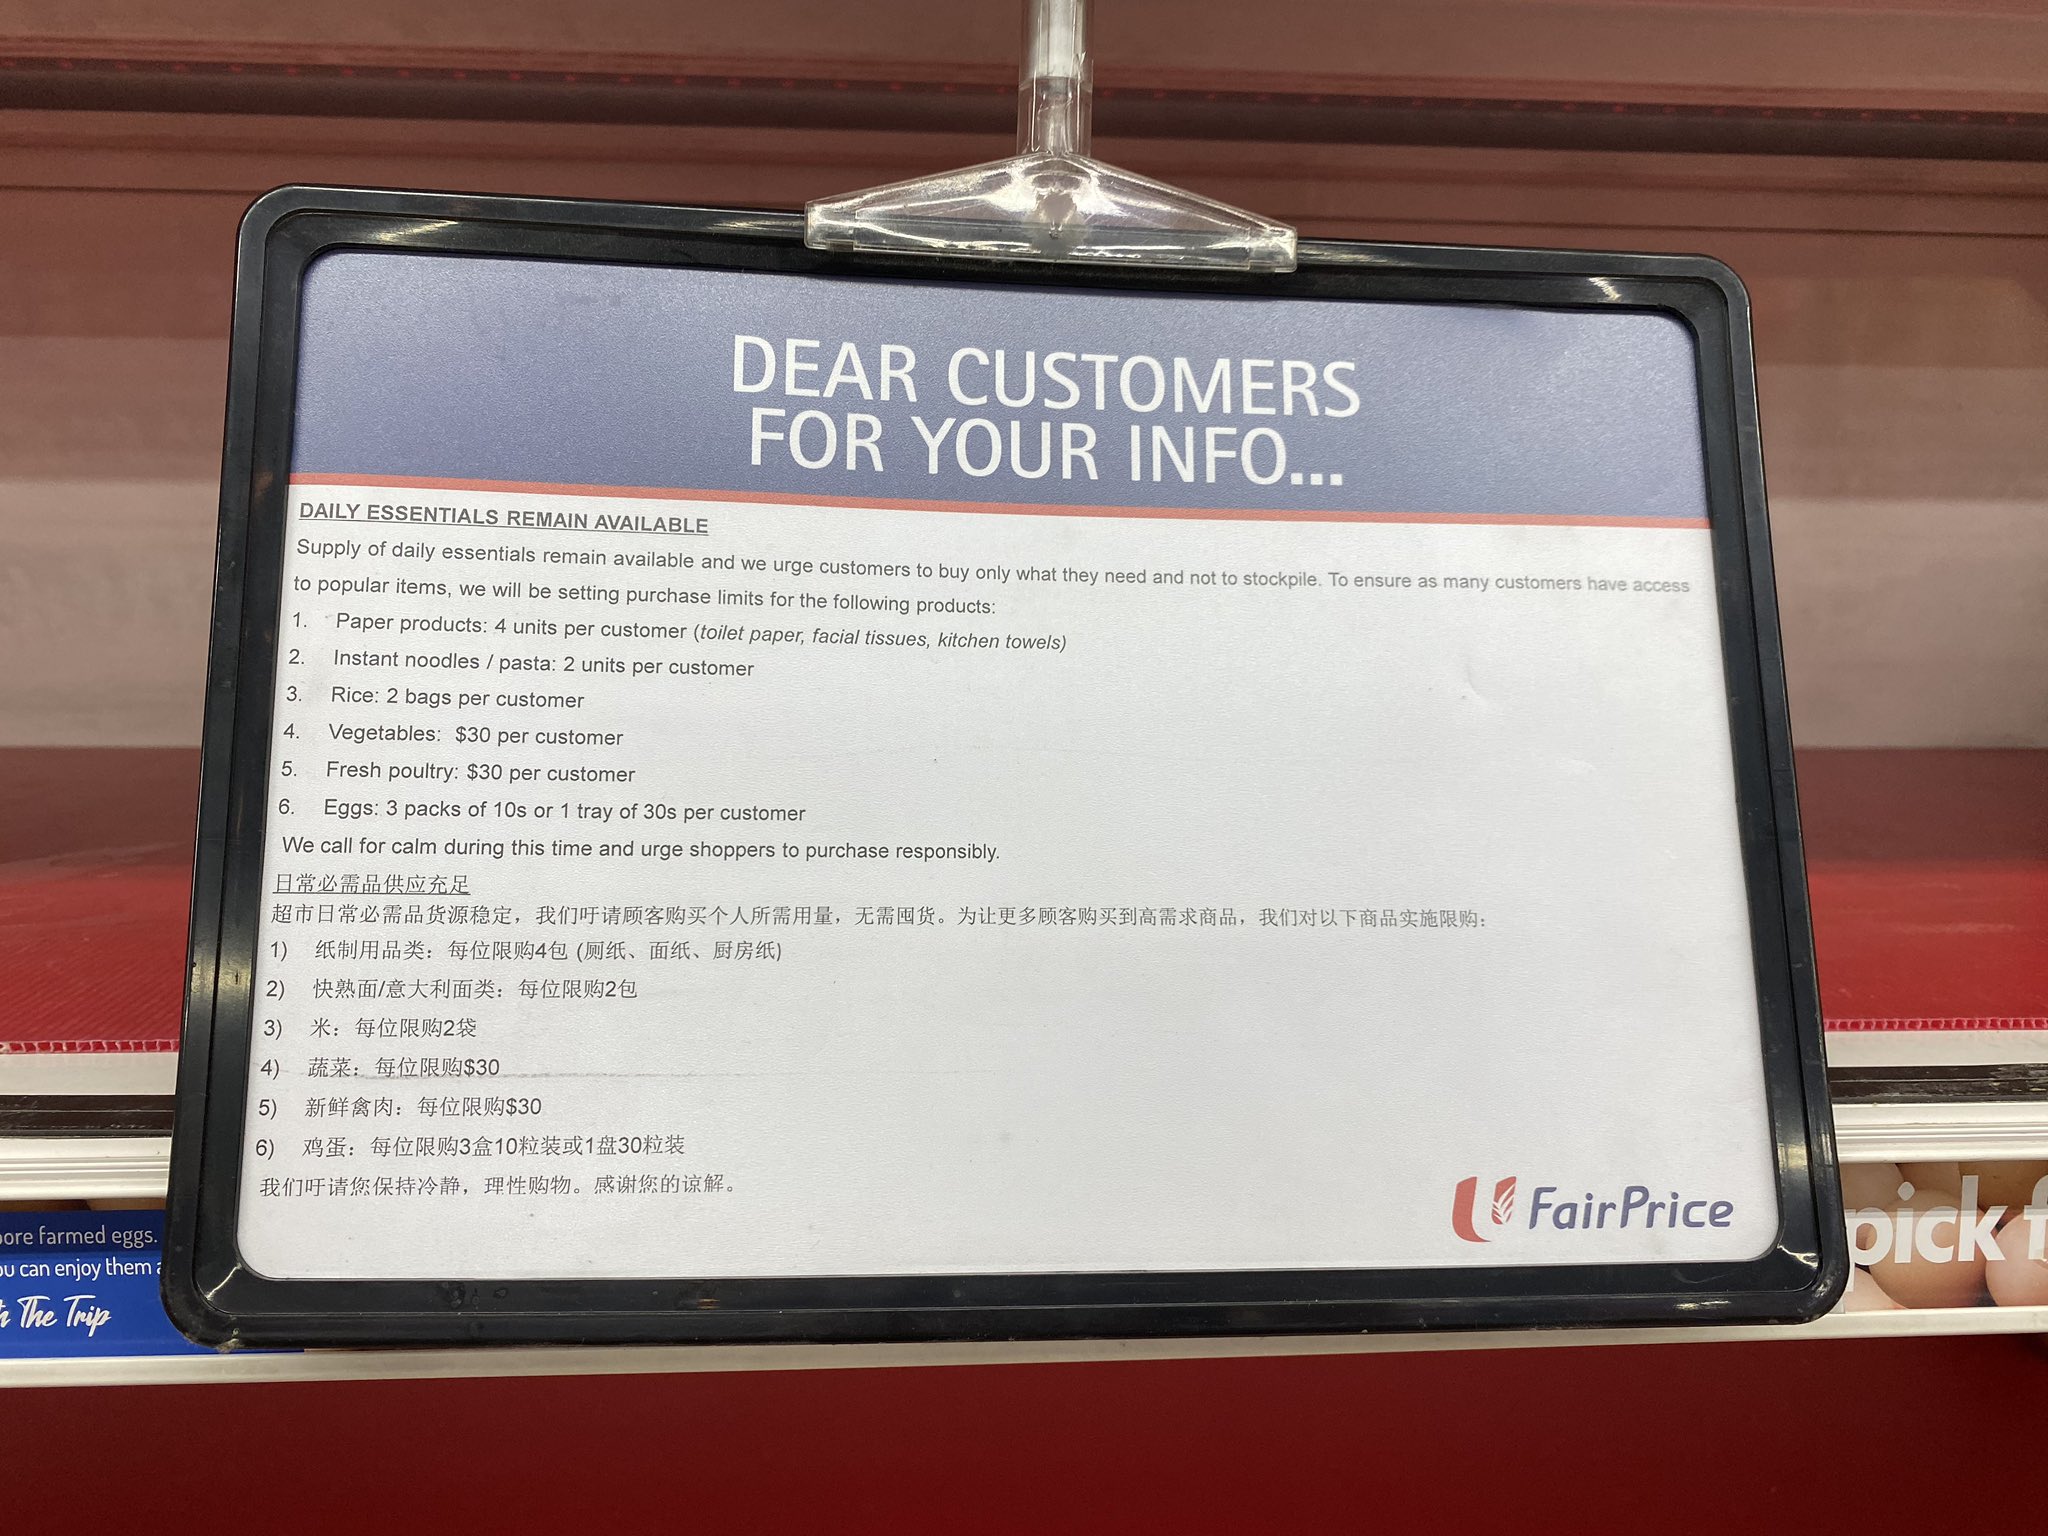 DEAR CUSTOMERS
FOR YOUR INFO...
DAILY ESSENTIALS REMAIN AVAILABLE
Supply of daily essentials remain available and we urge customers to buy only what they need and not to stockpile. To ensure as many customers have access
to popular items, we will be setting purchase limits for the following products:
1. Paper products: 4 units per customer (toilet paper, facial tissues, kitchen towels)
2. Instant noodles / pasta: 2 units per customer
3. Rice: 2 bags per customer
4. Vegetables: $30 per customer
5. Fresh poultry: $30 per customer
6. Eggs: 3 packs of 10s or 1 tray of 30s per customer
We call for calm during this time and urge shoppers to purchase responsibly.
日常必需品供应充足
超市日常必需品货源稳定，我们吁请顾客购买个人所需用量，无需囤货。为让更多顾客购买到高需求商品，我们对以下商品实施限购：
1) 纸制用品类：每位限购4包 (厕纸、面纸、厨房纸)
2) 快熟面/意大利面类：每位限购2包
3) 米：每位限购2袋
4) 蔬菜：每位限购$30
5) 新鲜禽肉：每位限购$30
6) 鸡蛋：每位限购3盒10粒装或1盘30粒装
我们吁请您保持冷静，理性购物。感谢您的谅解。
FairPrice
farmed eggs.
can enjoy them
The Trip
pick